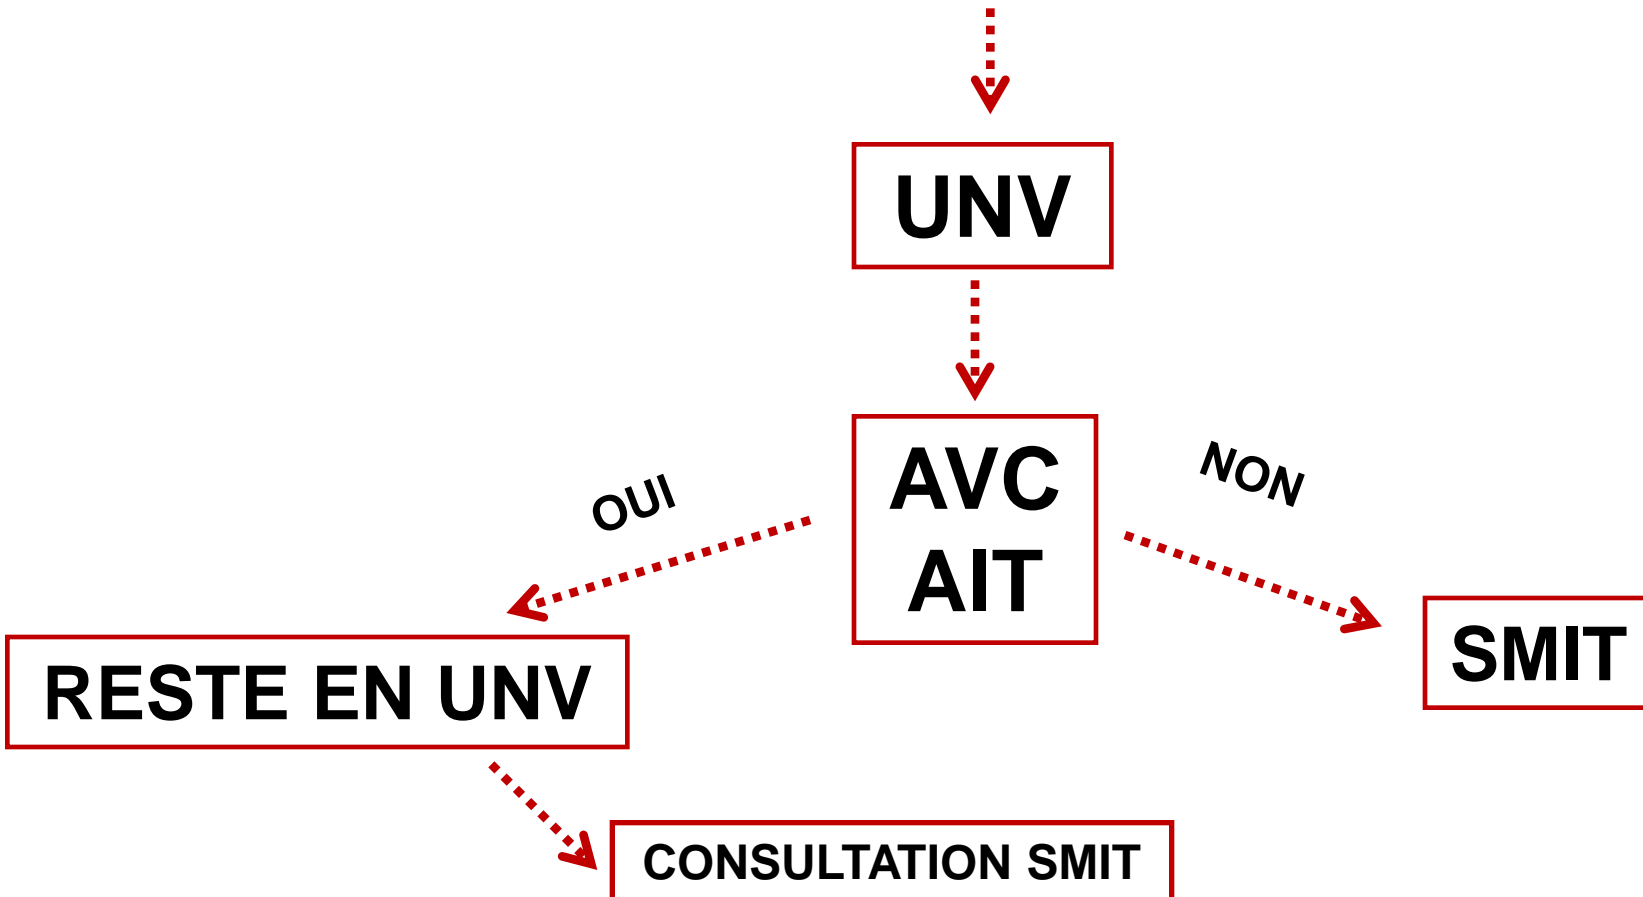 UNV
AVC
AIT
OUI
NON
RESTE EN UNV
SMIT
CONSULTATION SMIT